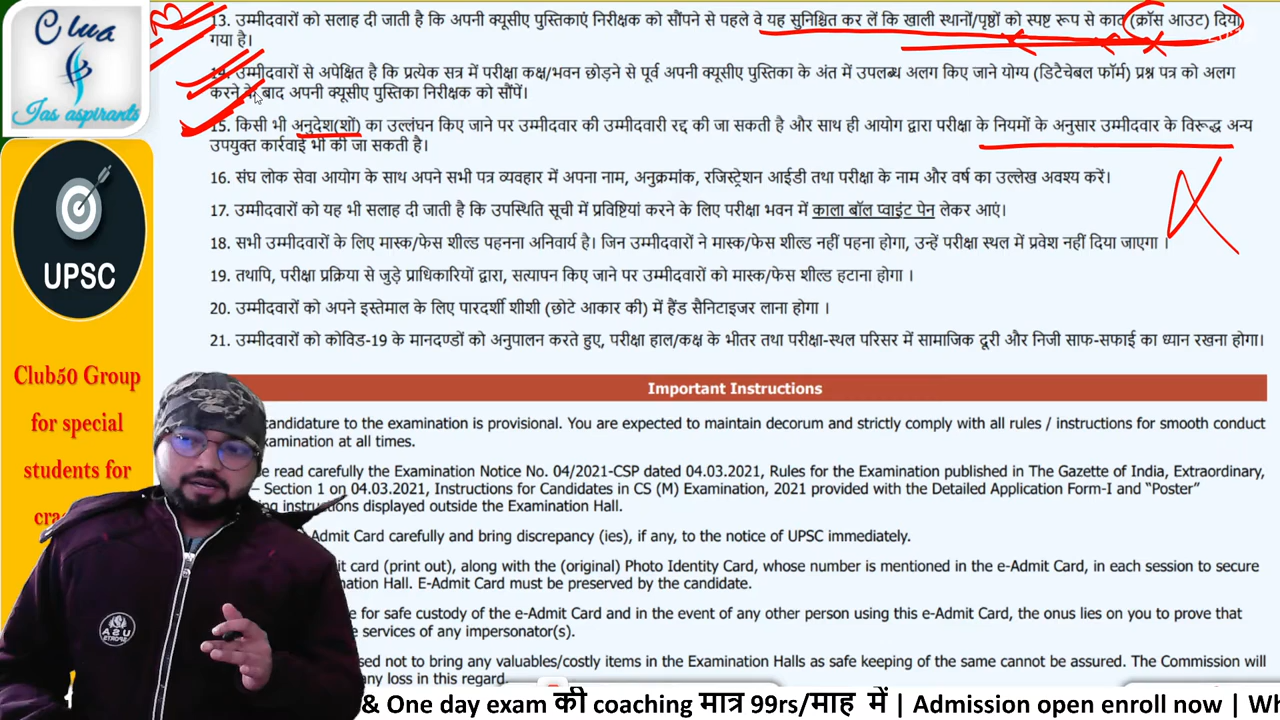 Clu
Ias aspirants
UPSC
Club50 Group
for special
students for
13. उम्मीदवारों को सलाह दी जाती है कि अपनी क्यूसीए पुस्तिकाएं निरीक्षक को सौंपने से पहले वे यह सुनिश्चित कर लें कि खाली स्थानों/पृष्ठों को स्पष्ट रूप से काट (क्रॉस आउट) दिया
गया है।
14. उम्मीदवारों से अपेक्षित है कि प्रत्येक सत्र में परीक्षा कक्ष/भवन छोड़ने से पूर्व अपनी क्यूसीए पुस्तिका के अंत में उपलब्ध अलग किए जाने योग्य (डिटैचेबल फॉर्म) प्रश्न पत्र को अलग
करने के बाद अपनी क्यूसीए पुस्तिका निरीक्षक को सौंपें।
15. किसी भी अनुदेश(शों) का उल्लंघन किए जाने पर उम्मीदवार की उम्मीदवारी रद्द की जा सकती है और साथ ही आयोग द्वारा परीक्षा के नियमों के अनुसार उम्मीदवार के विरूद्ध अन्य
उपयुक्त कार्रवाई भी की जा सकती है।
16. संघ लोक सेवा आयोग के साथ अपने सभी पत्र व्यवहार में अपना नाम, अनुक्रमांक, रजिस्ट्रेशन आईडी तथा परीक्षा के नाम और वर्ष का उल्लेख अवश्य करें।
17. उम्मीदवारों को यह भी सलाह दी जाती है कि उपस्थिति सूची में प्रविष्टियां करने के लिए परीक्षा भवन में काला बॉल प्वाइंट पेन लेकर आएं।
18. सभी उम्मीदवारों के लिए मास्क/फेस शील्ड पहनना अनिवार्य है। जिन उम्मीदवारों ने मास्क/फेस शील्ड नहीं पहना होगा, उन्हें परीक्षा स्थल में प्रवेश नहीं दिया जाएगा ।
19. तथापि, परीक्षा प्रक्रिया से जुड़े प्राधिकारियों द्वारा, सत्यापन किए जाने पर उम्मीदवारों को मास्क/फेस शील्ड हटाना होगा ।
20. उम्मीदवारों को अपने इस्तेमाल के लिए पारदर्शी शीशी (छोटे आकार की) में हैंड सैनिटाइजर लाना होगा ।
21. उम्मीदवारों को कोविड-19 के मानदण्डों को अनुपालन करते हुए, परीक्षा हाल/कक्ष के भीतर तथा परीक्षा-स्थल परिसर में सामाजिक दूरी और निजी साफ-सफाई का ध्यान रखना होगा।
Important Instructions
candidature to the examination is provisional. You are expected to maintain decorum and strictly comply with all rules / instructions for smooth conduct
examination at all times.
read carefully the Examination Notice No. 04/2021-CSP dated 04.03.2021, Rules for the Examination published in The Gazette of India, Extraordinary,
– Section 1 on 04.03.2021, Instructions for Candidates in CS (M) Examination, 2021 provided with the Detailed Application Form-I and “Poster”
instructions displayed outside the Examination Hall.
Admit Card carefully and bring discrepancy (ies), if any, to the notice of UPSC immediately.
card (print out), along with the (original) Photo Identity Card, whose number is mentioned in the e-Admit Card, in each session to secure
Hall. E-Admit Card must be preserved by the candidate.
for safe custody of the e-Admit Card and in the event of any other person using this e-Admit Card, the onus lies on you to prove that
services of any impersonator(s).
not to bring any valuables/costly items in the Examination Halls as safe keeping of the same cannot be assured. The Commission will
any loss in this regard.
USA
SPORTS
& One day exam की coaching मात्र 99rs/माह में | Admission open enroll now | Wh